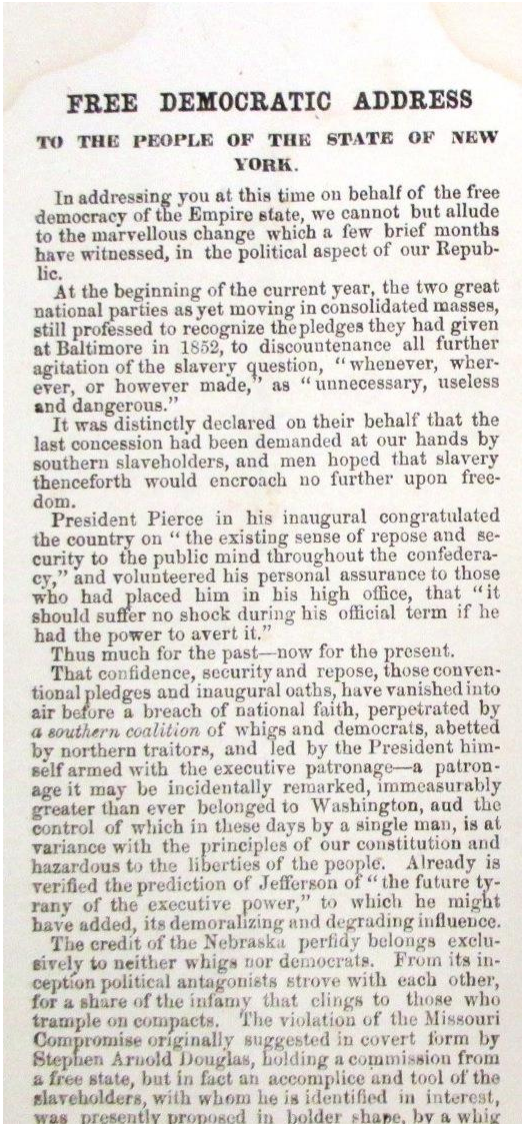 FREE DEMOCRATIC ADDRESS
TO THE PEOPLE OF THE STATE OF NEW
YORK.
In addressing you at this time on behalf of the free
democracy of the Empire state, we cannot but allude
to the marvellous change which a few brief months
have witnessed, in the political aspect of our Repub-
lic.
At the beginning of the current year, the two great
national parties as yet moving in consolidated masses,
still professed to recognize the pledges they had given
at Baltimore in 1852, to discountenance all further
agitation of the slavery question, "whenever, wher-
ever, or however made," as "unnecessary, useless
and dangerous."
It was distinctly declared on their behalf that the
last concession had been demanded at our hands by
southern slaveholders, and men hoped that slavery
thenceforth would encroach no further upon free-
dom.
President Pierce in his inaugural congratulated
the country on "the existing sense of repose and se-
curity to the public mind throughout the confedera-
cy," and volunteered his personal assurance to those
who had placed him in his high office, that "it
should suffer no shock during his official term if he
had the power to avert it."
Thus much for the past—now for the present.
That confidence, security and repose, those conven-
tional pledges and inaugural oaths, have vanished into
air before a breach of national faith, perpetrated by
a southern coalition of whigs and democrats, abetted
by northern traitors, and led by the President him-
self armed with the executive patronage—a patron-
age it may be incidentally remarked, immeasurably
greater than ever belonged to Washington, aud the
control of which in these days by a single man, is at
variance with the principles of our constitution and
hazardous to the liberties of the people. Already is
verified the prediction of Jefferson of "the future ty-
rany of the executive power," to which he might
have added, its demoralizing and degrading influence.
The credit of the Nebraska perfidy belongs exclu-
sively to neither whigs nor democrats. From its in-
ception political antagonists strove with each other,
for a share of the infamy that clings to those who
trample on compacts. The violation of the Missouri
Compromise originally suggested in covert form by
Stephen Arnold Douglas, holding a commission from
a free state, but in fact an accomplice and tool of the
slaveholders, with whom he is identified in interest,
was presently proposed in bolder shape, by a whig